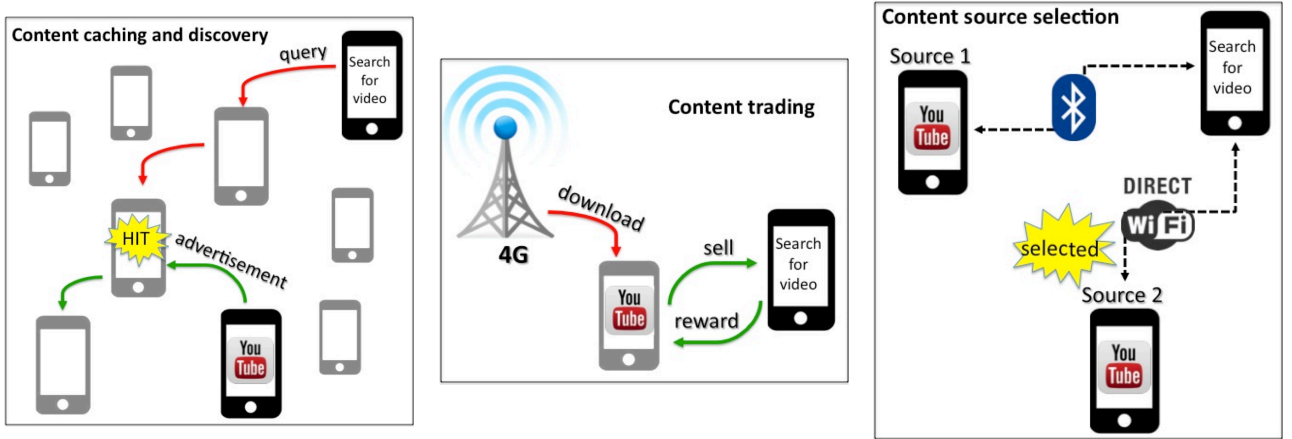 Content caching and discovery
query
Search
for
video
HIT
advertisement
You
Tube
Content trading
download
4G
sell
Search
for
video
You
Tube
reward
Content source selection
Source 1
Search
for
video
You
Tube
DIRECT
WiFi
selected
Source 2
You
Tube